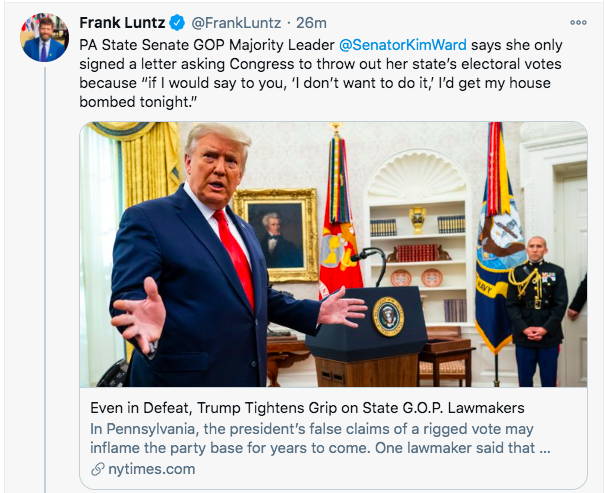 Frank Luntz @FrankLuntz · 26m
PA State Senate GOP Majority Leader @SenatorKimWard says she only
signed a letter asking Congress to throw out her state's electoral votes
because "if I would say to you, 'I don't want to do it,' I'd get my house
bombed tonight."
NAVY
Even in Defeat, Trump Tightens Grip on State G.O.P. Lawmakers
In Pennsylvania, the president's false claims of a rigged vote may
inflame the party base for years to come. One lawmaker said that ...
nytimes.com